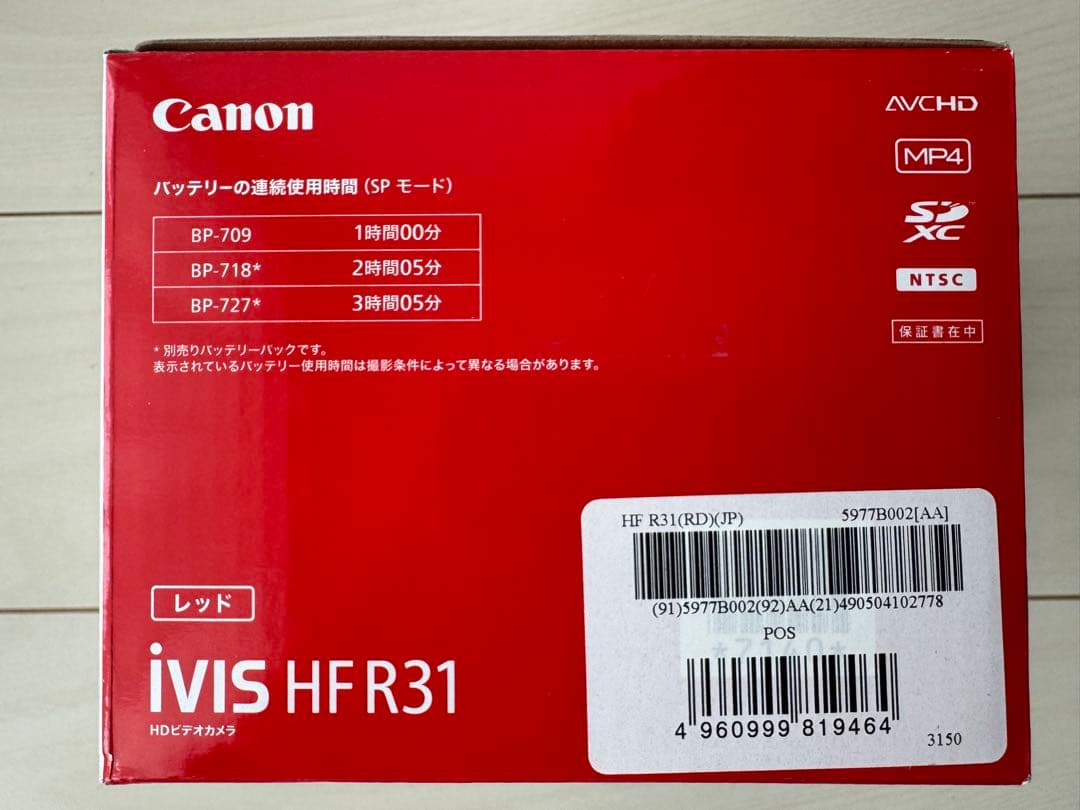 Canon
AVCHD
MP4
SD XC
NTSC
保証書在中
バッテリーの連続使用時間(SP モード)
BP-709 1時間00分
BP-718* 2時間05分
BP-727* 3時間05分
* 別売りバッテリーパックです。
表示されているバッテリー使用時間は撮影条件によって異なる場合があります。
レッド
iVIS HF R31
HDビデオカメラ
HF R31(RD)(JP) 5977B002[AA]
(91)5977B002(92)AA(21)490504102778
POS
4 960999 819464
3150